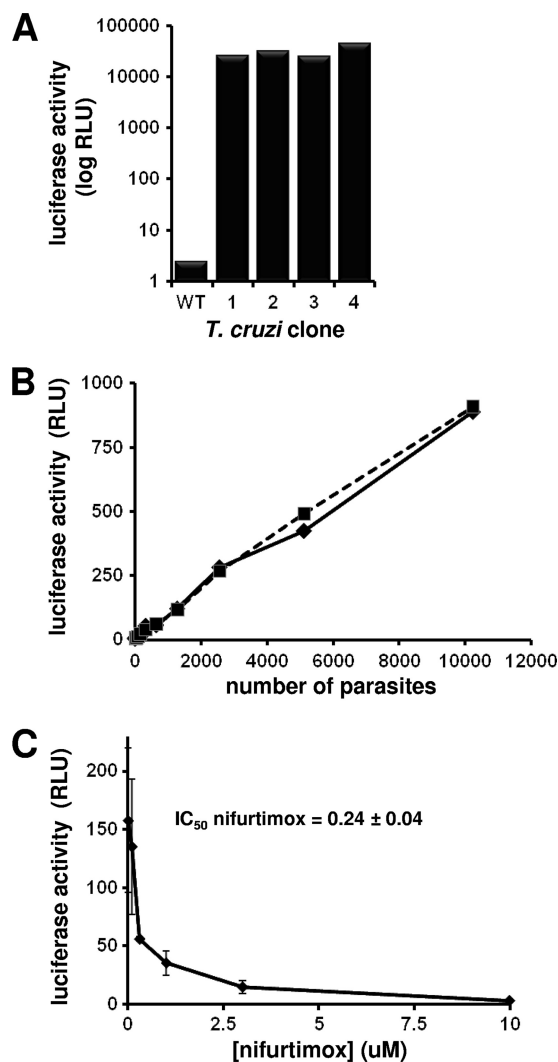 A
luciferase activity
(log RLU)
100000
10000
1000
100
10
1
WT 1 2 3 4
T. cruzi clone
B
luciferase activity (RLU)
1000
750
500
250
0
0 2000 4000 6000 8000 10000 12000
number of parasites
C
luciferase activity (RLU)
200
150
100
50
0
IC50 nifurtimox = 0.24 ± 0.04
0 2.5 5 7.5 10
[nifurtimox] (uM)